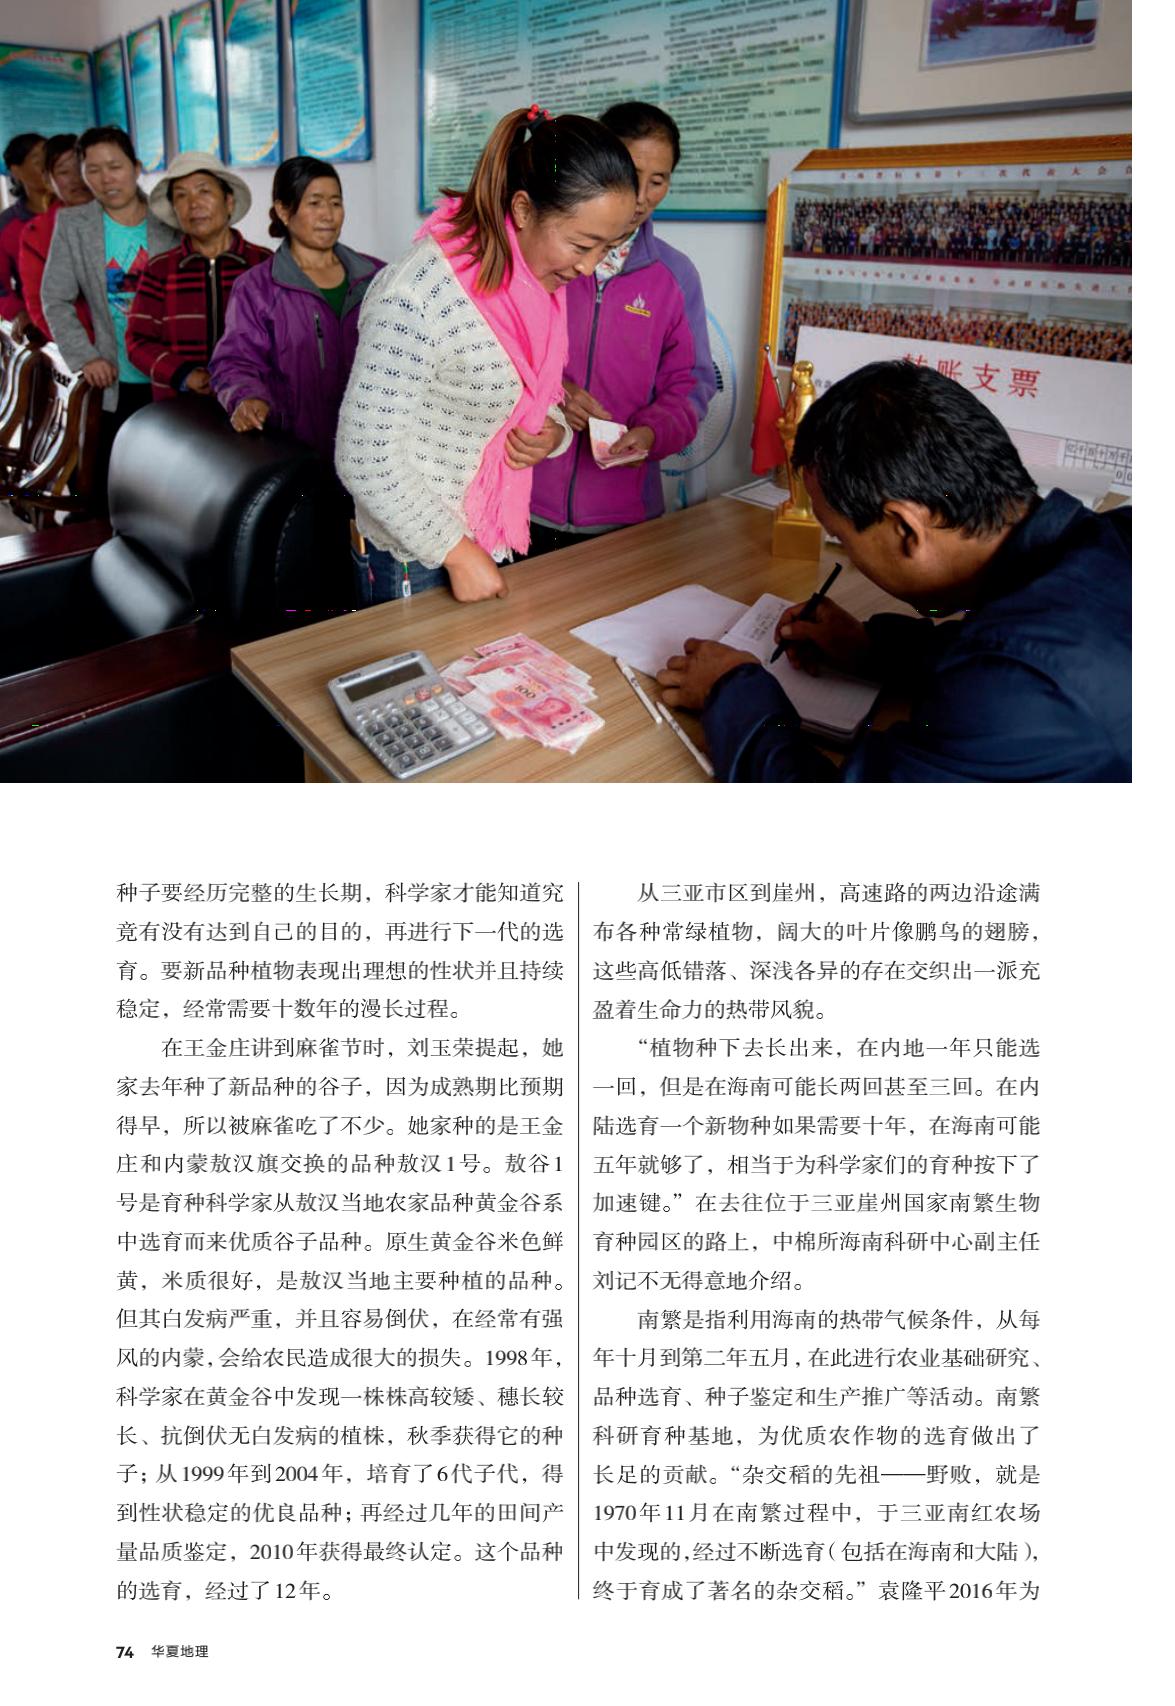 转账支票
种子要经历完整的生长期，科学家才能知道究
竟有没有达到自己的目的，再进行下一代的选
育。要新品种植物表现出理想的性状并且持续
稳定，经常需要十数年的漫长过程。
在王金庄讲到麻雀节时，刘玉荣提起，她
家去年种了新品种的谷子，因为成熟期比预期
得早，所以被麻雀吃了不少。她家种的是王金
庄和内蒙敖汉旗交换的品种敖汉1号。敖谷1
号是育种科学家从敖汉当地农家品种黄金谷系
中选育而来优质谷子品种。原生黄金谷米色鲜
黄，米质很好，是敖汉当地主要种植的品种。
但其白发病严重，并且容易倒伏，在经常有强
风的内蒙，会给农民造成很大的损失。1998年，
科学家在黄金谷中发现一株株高较矮、穗长较
长、抗倒伏无白发病的植株，秋季获得它的种
子；从1999年到2004年，培育了6代子代，得
到性状稳定的优良品种；再经过几年的田间产
量品质鉴定，2010年获得最终认定。这个品种
的选育，经过了12年。
从三亚市区到崖州，高速路的两边沿途满
布各种常绿植物，阔大的叶片像鹏鸟的翅膀，
这些高低错落、深浅各异的存在交织出一派充
盈着生命力的热带风貌。
“植物种下去长出来，在内地一年只能选
一回，但是在海南可能长两回甚至三回。在内
陆选育一个新物种如果需要十年，在海南可能
五年就够了，相当于为科学家们的育种按下了
加速键。”在去往位于三亚崖州国家南繁生物
育种园区的路上，中棉所海南科研中心副主任
刘记不无得意地介绍。
南繁是指利用海南的热带气候条件，从每
年十月到第二年五月，在此进行农业基础研究、
品种选育、种子鉴定和生产推广等活动。南繁
科研育种基地，为优质农作物的选育做出了
长足的贡献。“杂交稻的先祖——野败，就是
1970年11月在南繁过程中，于三亚南红农场
中发现的，经过不断选育（包括在海南和大陆），
终于育成了著名的杂交稻。”袁隆平2016年为
74 华夏地理